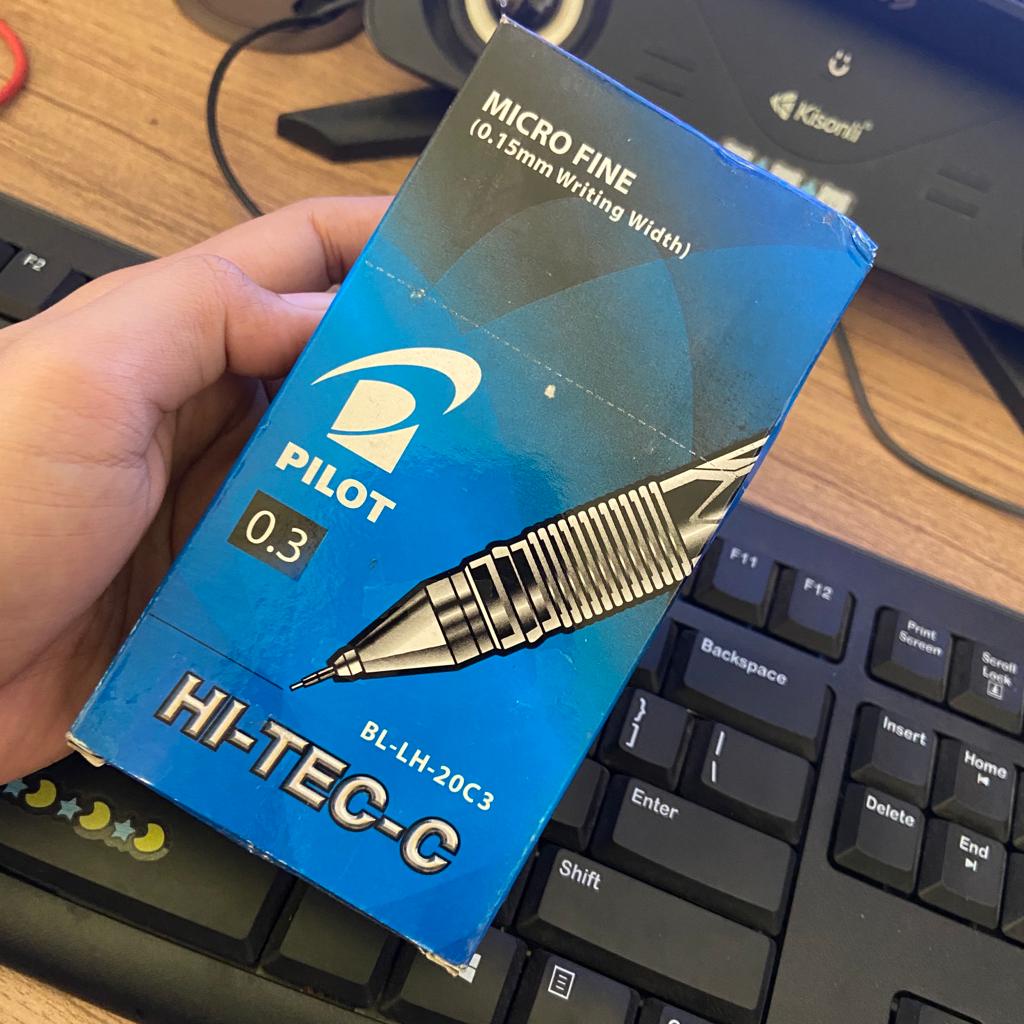 MICRO FINE
(0.15mm Writing Width)
PILOT
0.3
HI-TEC-C
BL-LH-20C3
Kisonli
F2
F11
F12
Print
Screen
Scroll
Lock
Backspace
}
]
|
\
Insert
Home
Enter
Delete
End
Shift